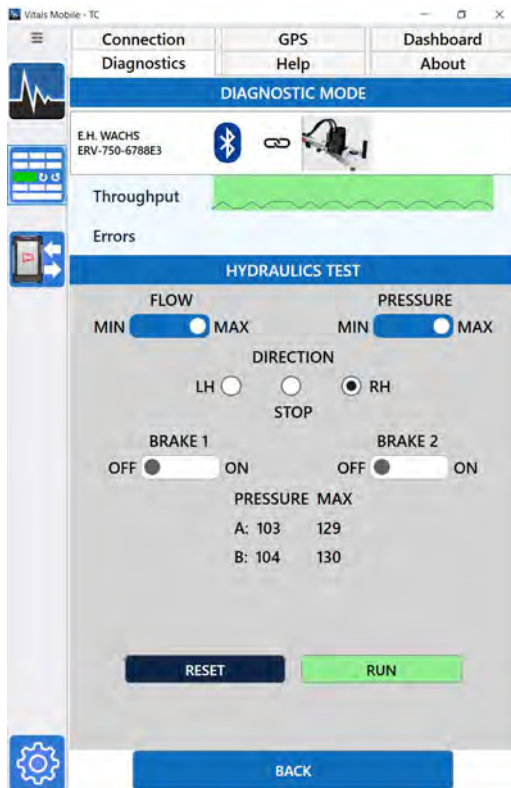 Vitals Mobile - TC
Connection GPS Dashboard
Diagnostics Help About
DIAGNOSTIC MODE
E.H. WACHS
ERV-750-6788E3
Throughput
Errors
HYDRAULICS TEST
FLOW PRESSURE
MIN MAX MIN MAX
DIRECTION
LH RH
STOP
BRAKE 1 BRAKE 2
OFF ON OFF ON
PRESSURE MAX
A: 103 129
B: 104 130
RESET RUN
BACK